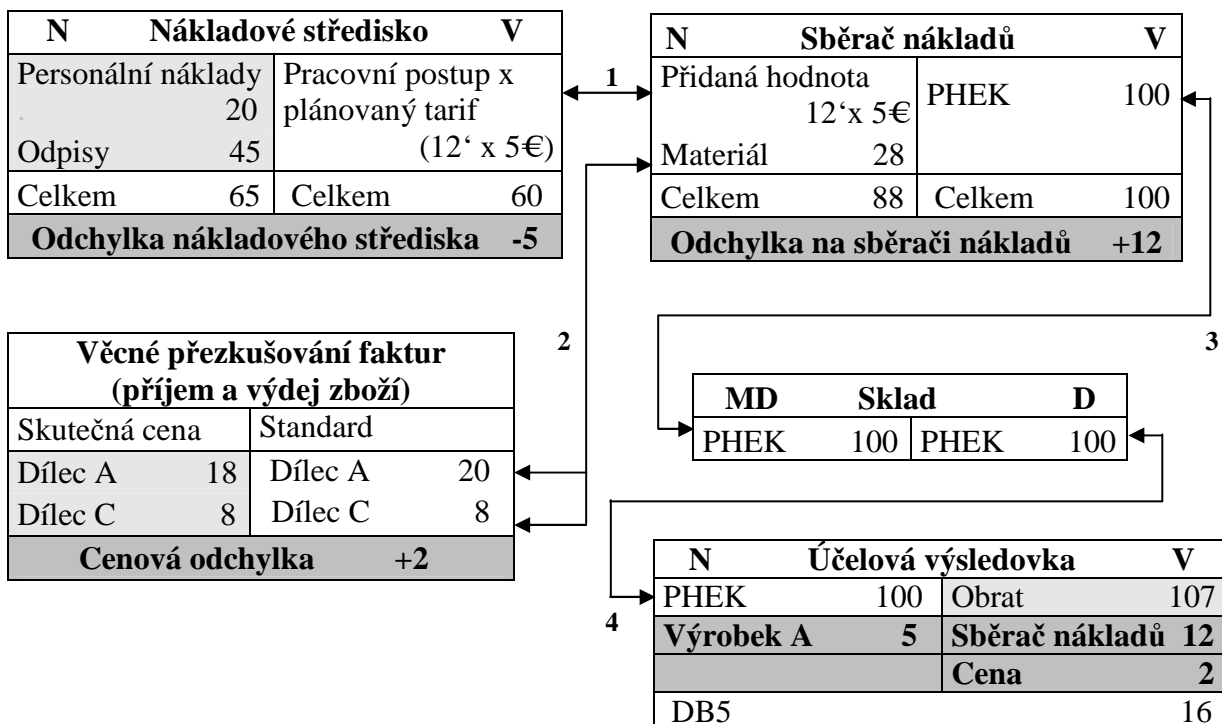 N Nákladové středisko V
Personální náklady Pracovní postup x
. 20 plánovaný tarif
(12‘ x 5€)
Odpisy 45
Celkem 65 Celkem 60
Odchylka nákladového střediska -5
1
N Sběrač nákladů V
Přidaná hodnota
PHEK 100
12‘x 5€
Materiál 28
Celkem 88 Celkem 100
Odchylka na sběrači nákladů +12
2
3
Věcné přezkušování faktur
(příjem a výdej zboží)
Skutečná cena Standard
Dílec A 18 Dílec A 20
Dílec C 8 Dílec C 8
Cenová odchylka +2
MD Sklad D
PHEK 100 PHEK 100
4
N Účelová výsledovka V
PHEK 100 Obrat 107
Výrobek A 5 Sběrač nákladů 12
Cena 2
DB5 16